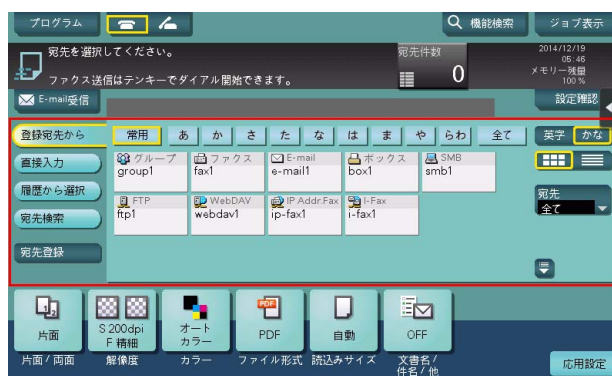 プログラム
機能検索
ジョブ表示
宛先を選択してください。
ファクス送信はテンキーでダイアル開始できます。
宛先件数
0
2014/12/19
05:46
メモリー残量
100 %
E-mail受信
設定確認
登録宛先から
常用 あ か さ た な は ま や らわ 全て
英字 かな
直接入力
履歴から選択
宛先検索
宛先登録
グループ
group1
ファクス
fax1
E-mail
e-mail1
ボックス
box1
SMB
smb1
FTP
ftp1
WebDAV
webdav1
IP Addr.Fax
ip-fax1
I-Fax
i-fax1
宛先
全て
片面
片面/両面
S 200dpi
F 精細
解像度
オート
カラー
カラー
PDF
PDF
ファイル形式
自動
読込みサイズ
OFF
文書名/
件名/他
応用設定